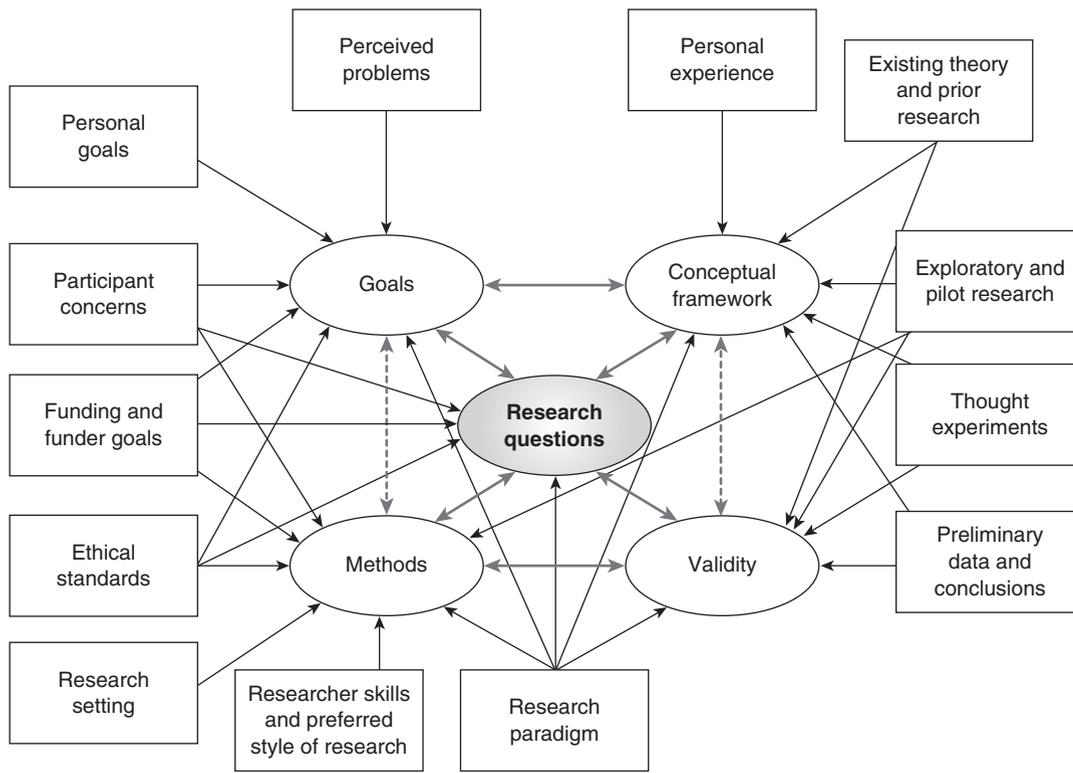 Perceived
problems
Personal
experience
Existing theory
and prior
research
Personal
goals
Participant
concerns
Goals
Conceptual
framework
Exploratory and
pilot research
Funding and
funder goals
Research
questions
Thought
experiments
Ethical
standards
Methods
Validity
Preliminary
data and
conclusions
Research
setting
Researcher skills
and preferred
style of research
Research
paradigm